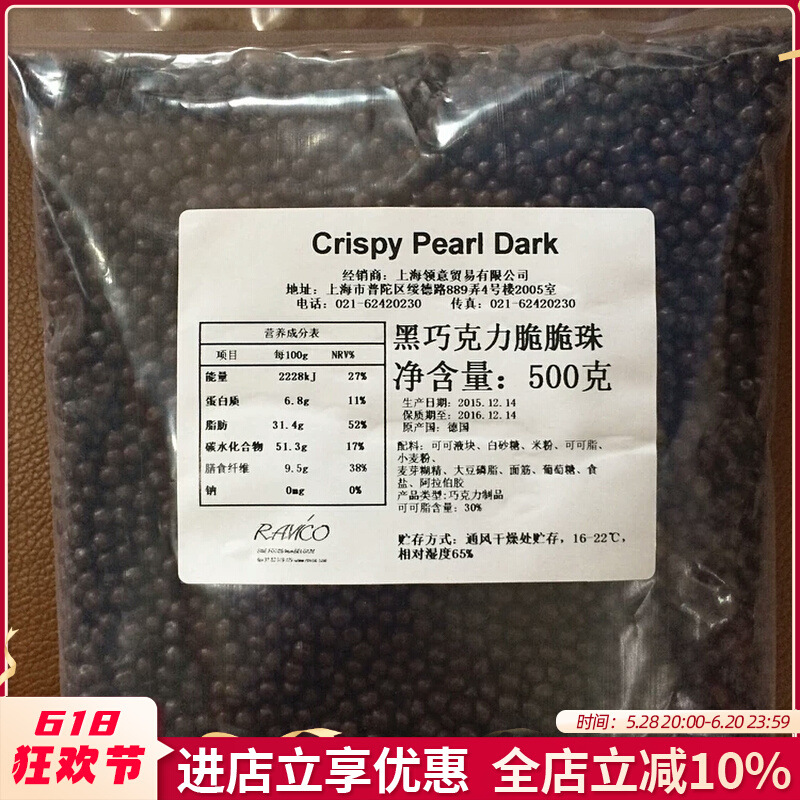 Crispy Pearl Dark
经销商：上海领意贸易有限公司
地址：上海市普陀区绥德路889弄4号楼2005室
电话：021-62420230 传真：021-62420230
营养成分表
项目 每100g NRV%
能量 2228kJ 27%
蛋白质 6.8g 11%
脂肪 31.4g 52%
碳水化合物 51.3g 17%
膳食纤维 9.5g 38%
钠 0mg 0%
RAVICO
黑巧克力脆脆珠
净含量：500克
生产日期：2015.12.14
保质期至：2016.12.14
原产国：德国
配料：可可液块、白砂糖、米粉、可可脂、
小麦粉、
麦芽糊精、大豆磷脂、面筋、葡萄糖、食
盐、阿拉伯胶
产品类型：巧克力制品
可可脂含量：30%
贮存方式：通风干燥处贮存，16-22℃，
相对湿度65%
618
狂欢节
时间：5.28 20:00-6.20 23:59
进店立享优惠 全店立减10%